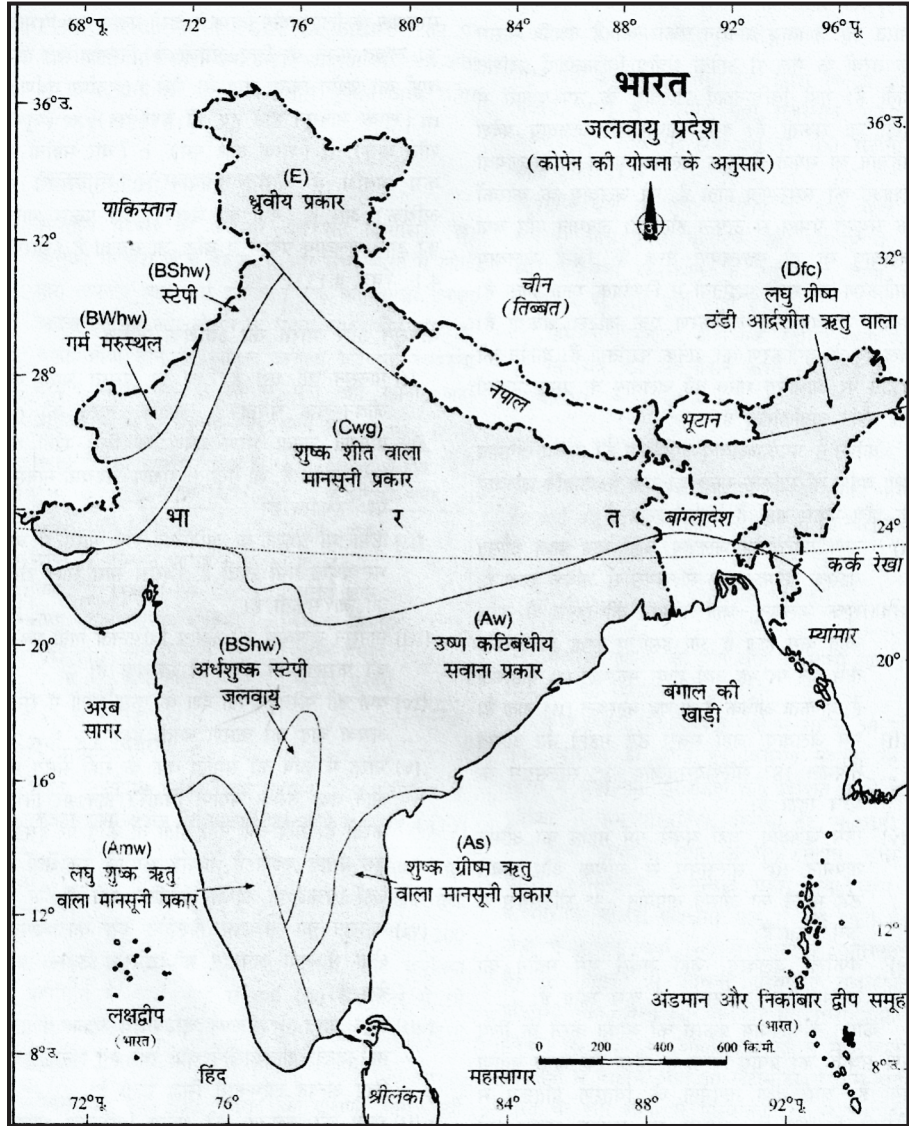 68°पू.
72°
76°
80°
84°
88°
92°
96°पू.
भारत
जलवायु प्रदेश
(कोपेन की योजना के अनुसार)
उ
36°उ.
36°उ.
(E)
ध्रुवीय प्रकार
पाकिस्तान
32°
32°
(BShw)
स्टेपी
चीन
(तिब्बत)
(Dfc)
लघु ग्रीष्म
ठंडी आर्द्रशीत ऋतु वाला
(BWhw)
गर्म मरुस्थल
28°
नेपाल
भूटान
(Cwg)
शुष्क शीत वाला
मानसूनी प्रकार
भा
र
त
बांग्लादेश
24°
कर्क रेखा
म्यांमार
20°
20°
(BShw)
अर्धशुष्क स्टेपी
जलवायु
(Aw)
उष्ण कटिबंधीय
सवाना प्रकार
अरब
सागर
बंगाल की
खाड़ी
16°
(Amw)
लघु शुष्क ऋतु
वाला मानसूनी प्रकार
(As)
शुष्क ग्रीष्म ऋतु
वाला मानसूनी प्रकार
12°
12°
लक्षद्वीप
(भारत)
अंडमान और निकोबार द्वीप समूह
(भारत)
0 200 400 600 कि.मी.
8°उ.
8°उ.
हिंद
महासागर
श्रीलंका
72°पू.
76°
84°
88°
92°पू.